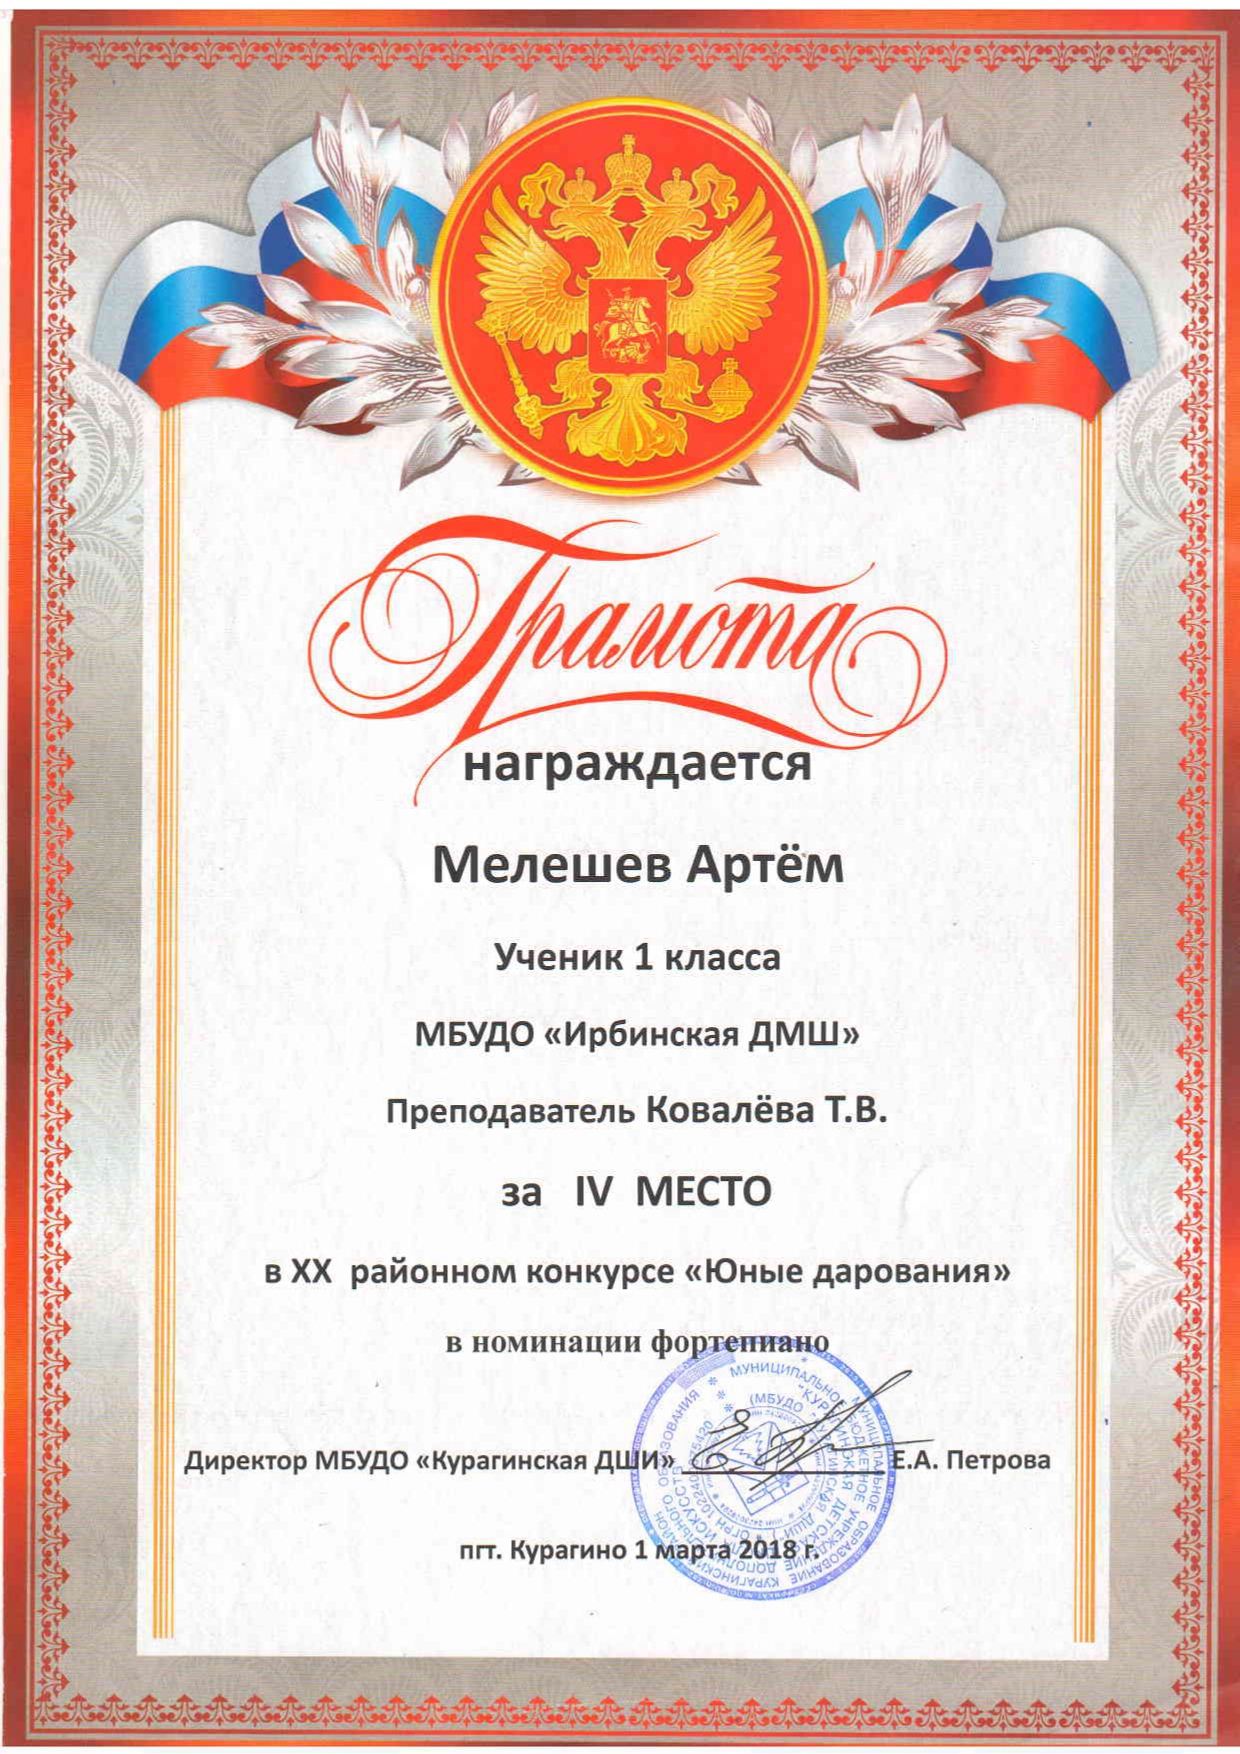 Грамота
награждается
Мелешев Артём
Ученик 1 класса
МБУДО «Ирбинская ДМШ»
Преподаватель Ковалёва Т.В.
за IV МЕСТО
в XX районном конкурсе «Юные дарования»
в номинации фортепиано
Директор МБУДО «Курагинская ДШИ» Е.А. Петрова
пгт. Курагино 1 марта 2018 г.